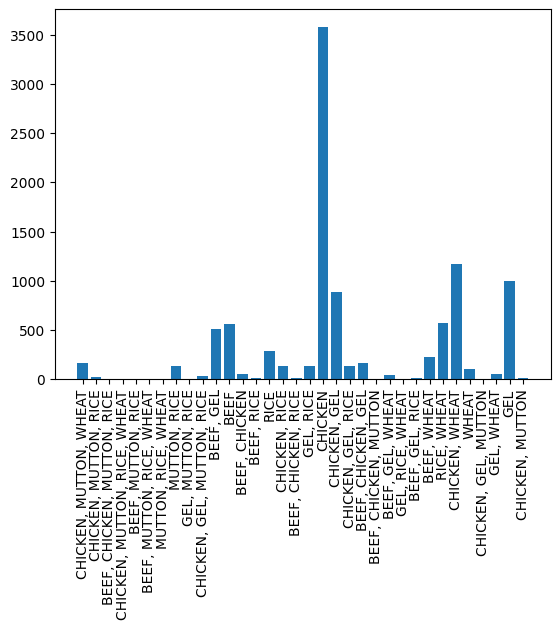 3500
3000
2500
2000
1500
1000
500
0
CHICKEN, MUTTON, WHEAT
CHICKEN, MUTTON, RICE
BEEF, CHICKEN, MUTTON, RICE
CHICKEN, MUTTON, RICE, WHEAT
BEEF, MUTTON, RICE
BEEF, MUTTON, RICE, WHEAT
MUTTON, RICE, WHEAT
MUTTON, RICE
GEL, MUTTON, RICE
CHICKEN, GEL, MUTTON, RICE
BEEF, GEL
BEEF
BEEF, CHICKEN
BEEF, RICE
RICE
CHICKEN, RICE
BEEF, CHICKEN, RICE
GEL, RICE
CHICKEN
CHICKEN, GEL
CHICKEN, GEL, RICE
BEEF, CHICKEN, GEL
BEEF, CHICKEN, MUTTON
BEEF, GEL, WHEAT
GEL, RICE, WHEAT
BEEF, GEL, RICE
BEEF, WHEAT
RICE, WHEAT
CHICKEN, WHEAT
WHEAT
CHICKEN, GEL, MUTTON
GEL, WHEAT
GEL
CHICKEN, MUTTON